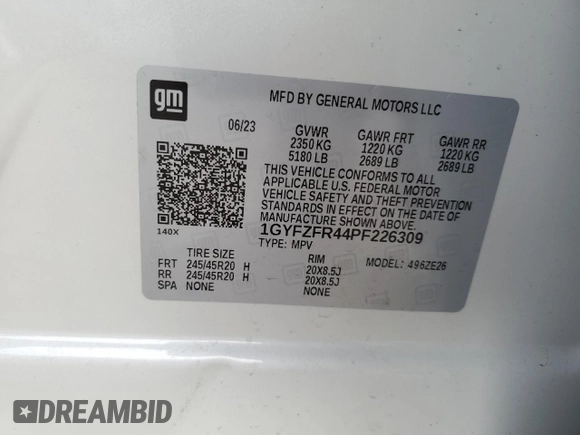 gm
MFD BY GENERAL MOTORS LLC
06/23 GVWR GAWR FRT GAWR RR
2350 KG 1220 KG 1220 KG
5180 LB 2689 LB 2689 LB
THIS VEHICLE CONFORMS TO ALL
APPLICABLE U.S. FEDERAL MOTOR
VEHICLE SAFETY AND THEFT PREVENTION
STANDARDS IN EFFECT ON THE DATE OF
MANUFACTURE SHOWN ABOVE.
140X 1GYFZFR44PF226309
TYPE: MPV
TIRE SIZE RIM MODEL: 496ZE26
FRT 245/45R20 H 20X8.5J
RR 245/45R20 H 20X8.5J
SPA NONE NONE
DREAMBID